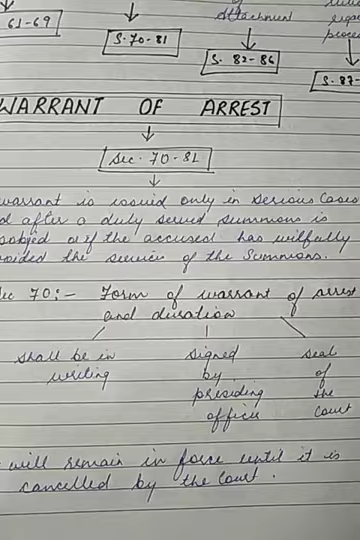 61-69
S. 70-81
Attachment
S. 82-86
S. 87-
WARRANT OF ARREST
Sec. 70-81
warrant is issued only in serious cases
after a duly served summons is
if the accused has wilfully
the service of the Summons.
Sec 70:- Form of warrant of arrest
and duration
shall be in writing
signed by presiding officer
seal of the court
will remain in force until it is
cancelled by the Court.